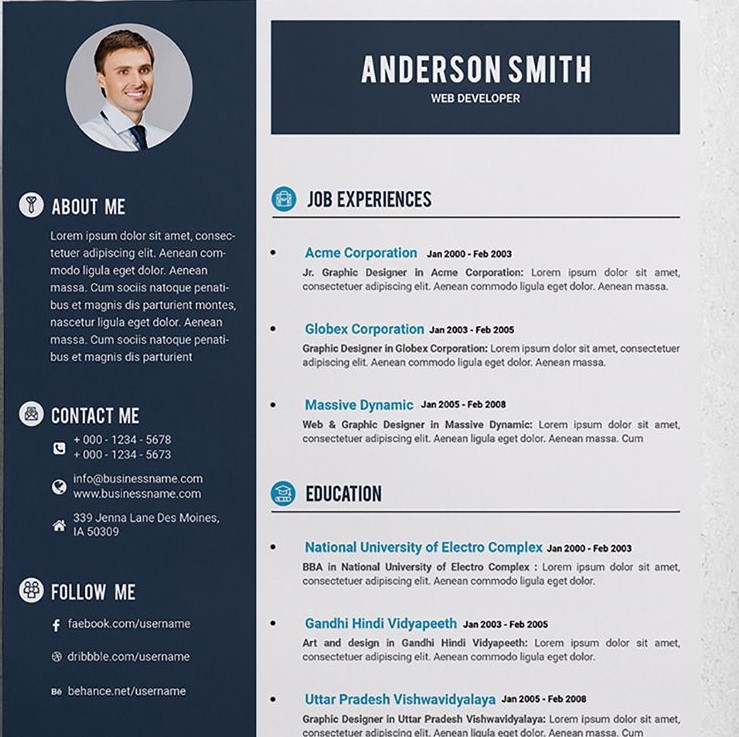 ANDERSON SMITH
WEB DEVELOPER
ABOUT ME
Lorem ipsum dolor sit amet, consec-
tetuer adipiscing elit. Aenean com-
modo ligula eget dolor. Aenean
massa. Cum sociis natoque penati-
bus et magnis dis parturient montes,
nascetur ligula eget dolor. Aenean
massa. Cum sociis natoque penati-
bus et magnis dis parturient
CONTACT ME
+ 000 - 1234 - 5678
+ 000 - 1234 - 5673
info@businessname.com
www.businessname.com
339 Jenna Lane Des Moines,
IA 50309
FOLLOW ME
faebook.com/username
dribbble.com/username
Bē behance.net/username
JOB EXPERIENCES
Acme Corporation Jan 2000 - Feb 2003
Jr. Graphic Designer in Acme Corporation: Lorem ipsum dolor sit amet,
consectetuer adipiscing elit. Aenean commodo ligula eget dolor. Aenean massa.
Globex Corporation Jan 2003 - Feb 2005
Graphic Designer in Globex Corporation: Lorem ipsum dolor sit amet, consectetuer
adipiscing elit. Aenean commodo ligula eget dolor. Aenean massa.
Massive Dynamic Jan 2005 - Feb 2008
Web & Graphic Designer in Massive Dynamic: Lorem ipsum dolor sit amet,
consectetuer adipiscing elit. Aenean ligula eget dolor. Aenean massa. Cum
EDUCATION
National University of Electro Complex Jan 2000 - Feb 2003
BBA in National University of Electro Complex : Lorem ipsum dolor sit amet,
consectetuer adipiscing elit. Aenean commodo ligula eget dolor.
Gandhi Hindi Vidyapeeth Jan 2003 - Feb 2005
Art and design in Gandhi Hindi Vidyapeeth: Lorem ipsum dolor sit amet,
consectetuer adipiscing elit. Aenean commodo ligula eget dolor.
Uttar Pradesh Vishwavidyalaya Jan 2005 - Feb 2008
Graphic Designer in Uttar Pradesh Vishwavidyalaya: Lorem ipsum dolor sit amet,
consectetuer adipiscing elit. Aenean ligula eget dolor. Aenean massa. Cum